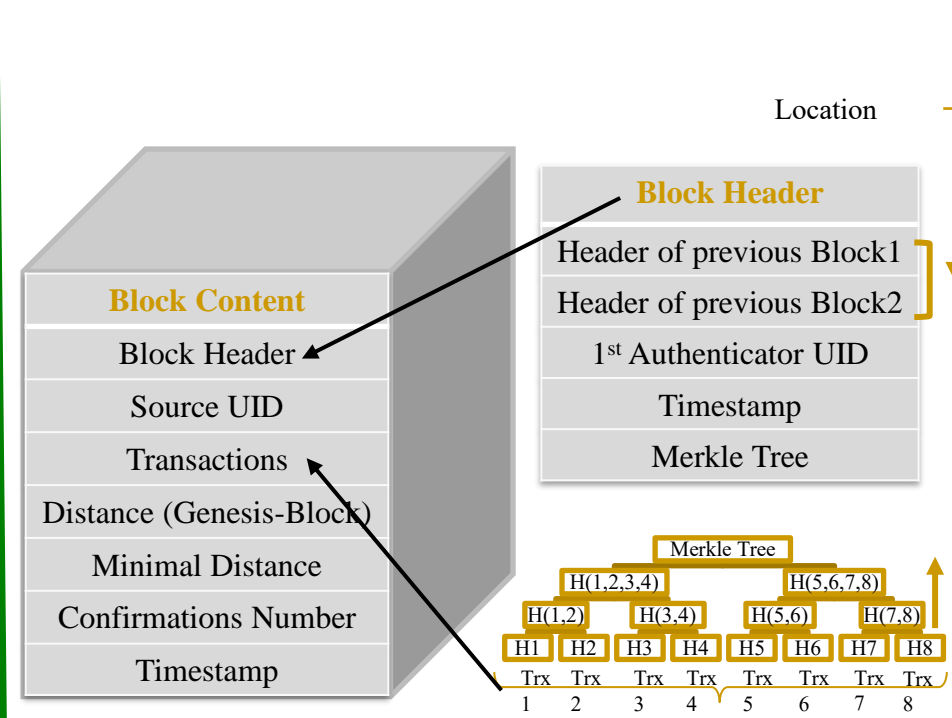 Location
Block Header
Header of previous Block1
Header of previous Block2
1st Authenticator UID
Timestamp
Merkle Tree
Block Content
Block Header
Source UID
Transactions
Distance (Genesis-Block)
Minimal Distance
Confirmations Number
Timestamp
Merkle Tree
H(1,2,3,4) H(5,6,7,8)
H(1,2) H(3,4) H(5,6) H(7,8)
H1 H2 H3 H4 H5 H6 H7 H8
Trx Trx Trx Trx Trx Trx Trx Trx
1 2 3 4 5 6 7 8